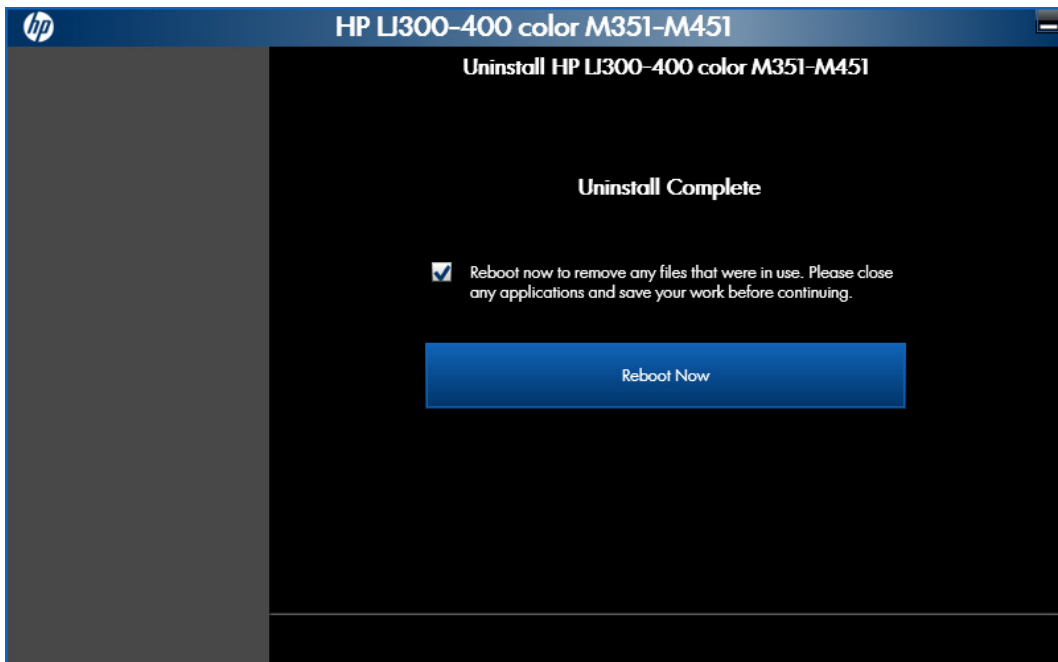 hp
HP LJ300-400 color M351-M451
Uninstall HP LJ300-400 color M351-M451
Uninstall Complete
Reboot now to remove any files that were in use. Please close
any applications and save your work before continuing.
Reboot Now